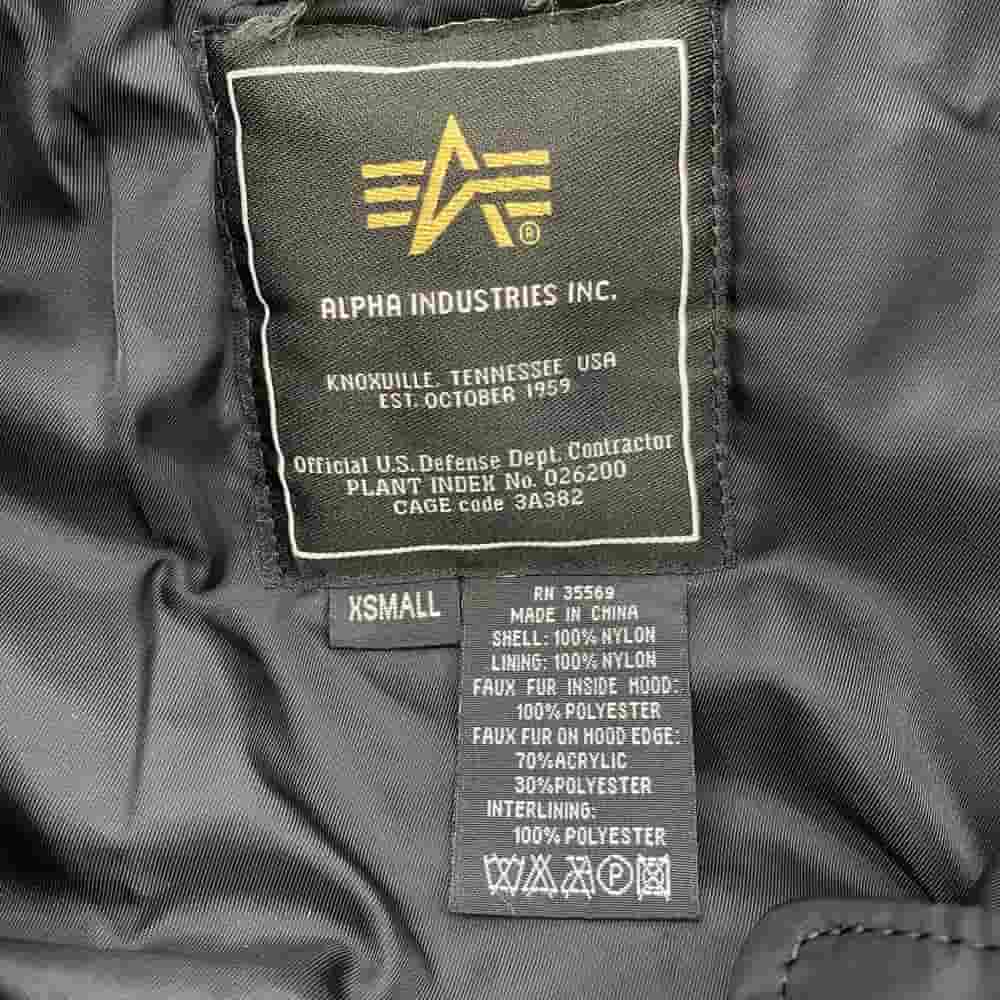 ®
ALPHA INDUSTRIES INC.
KNOXVILLE, TENNESSEE USA
EST. OCTOBER 1959
Official U.S. Defense Dept. Contractor
PLANT INDEX No. 026200
CAGE code 3A382
XSMALL
RN 35569
MADE IN CHINA
SHELL: 100% NYLON
LINING: 100% NYLON
FAUX FUR INSIDE HOOD:
100% POLYESTER
FAUX FUR ON HOOD EDGE:
70%ACRYLIC
30%POLYESTER
INTERLINING:
100% POLYESTER
P